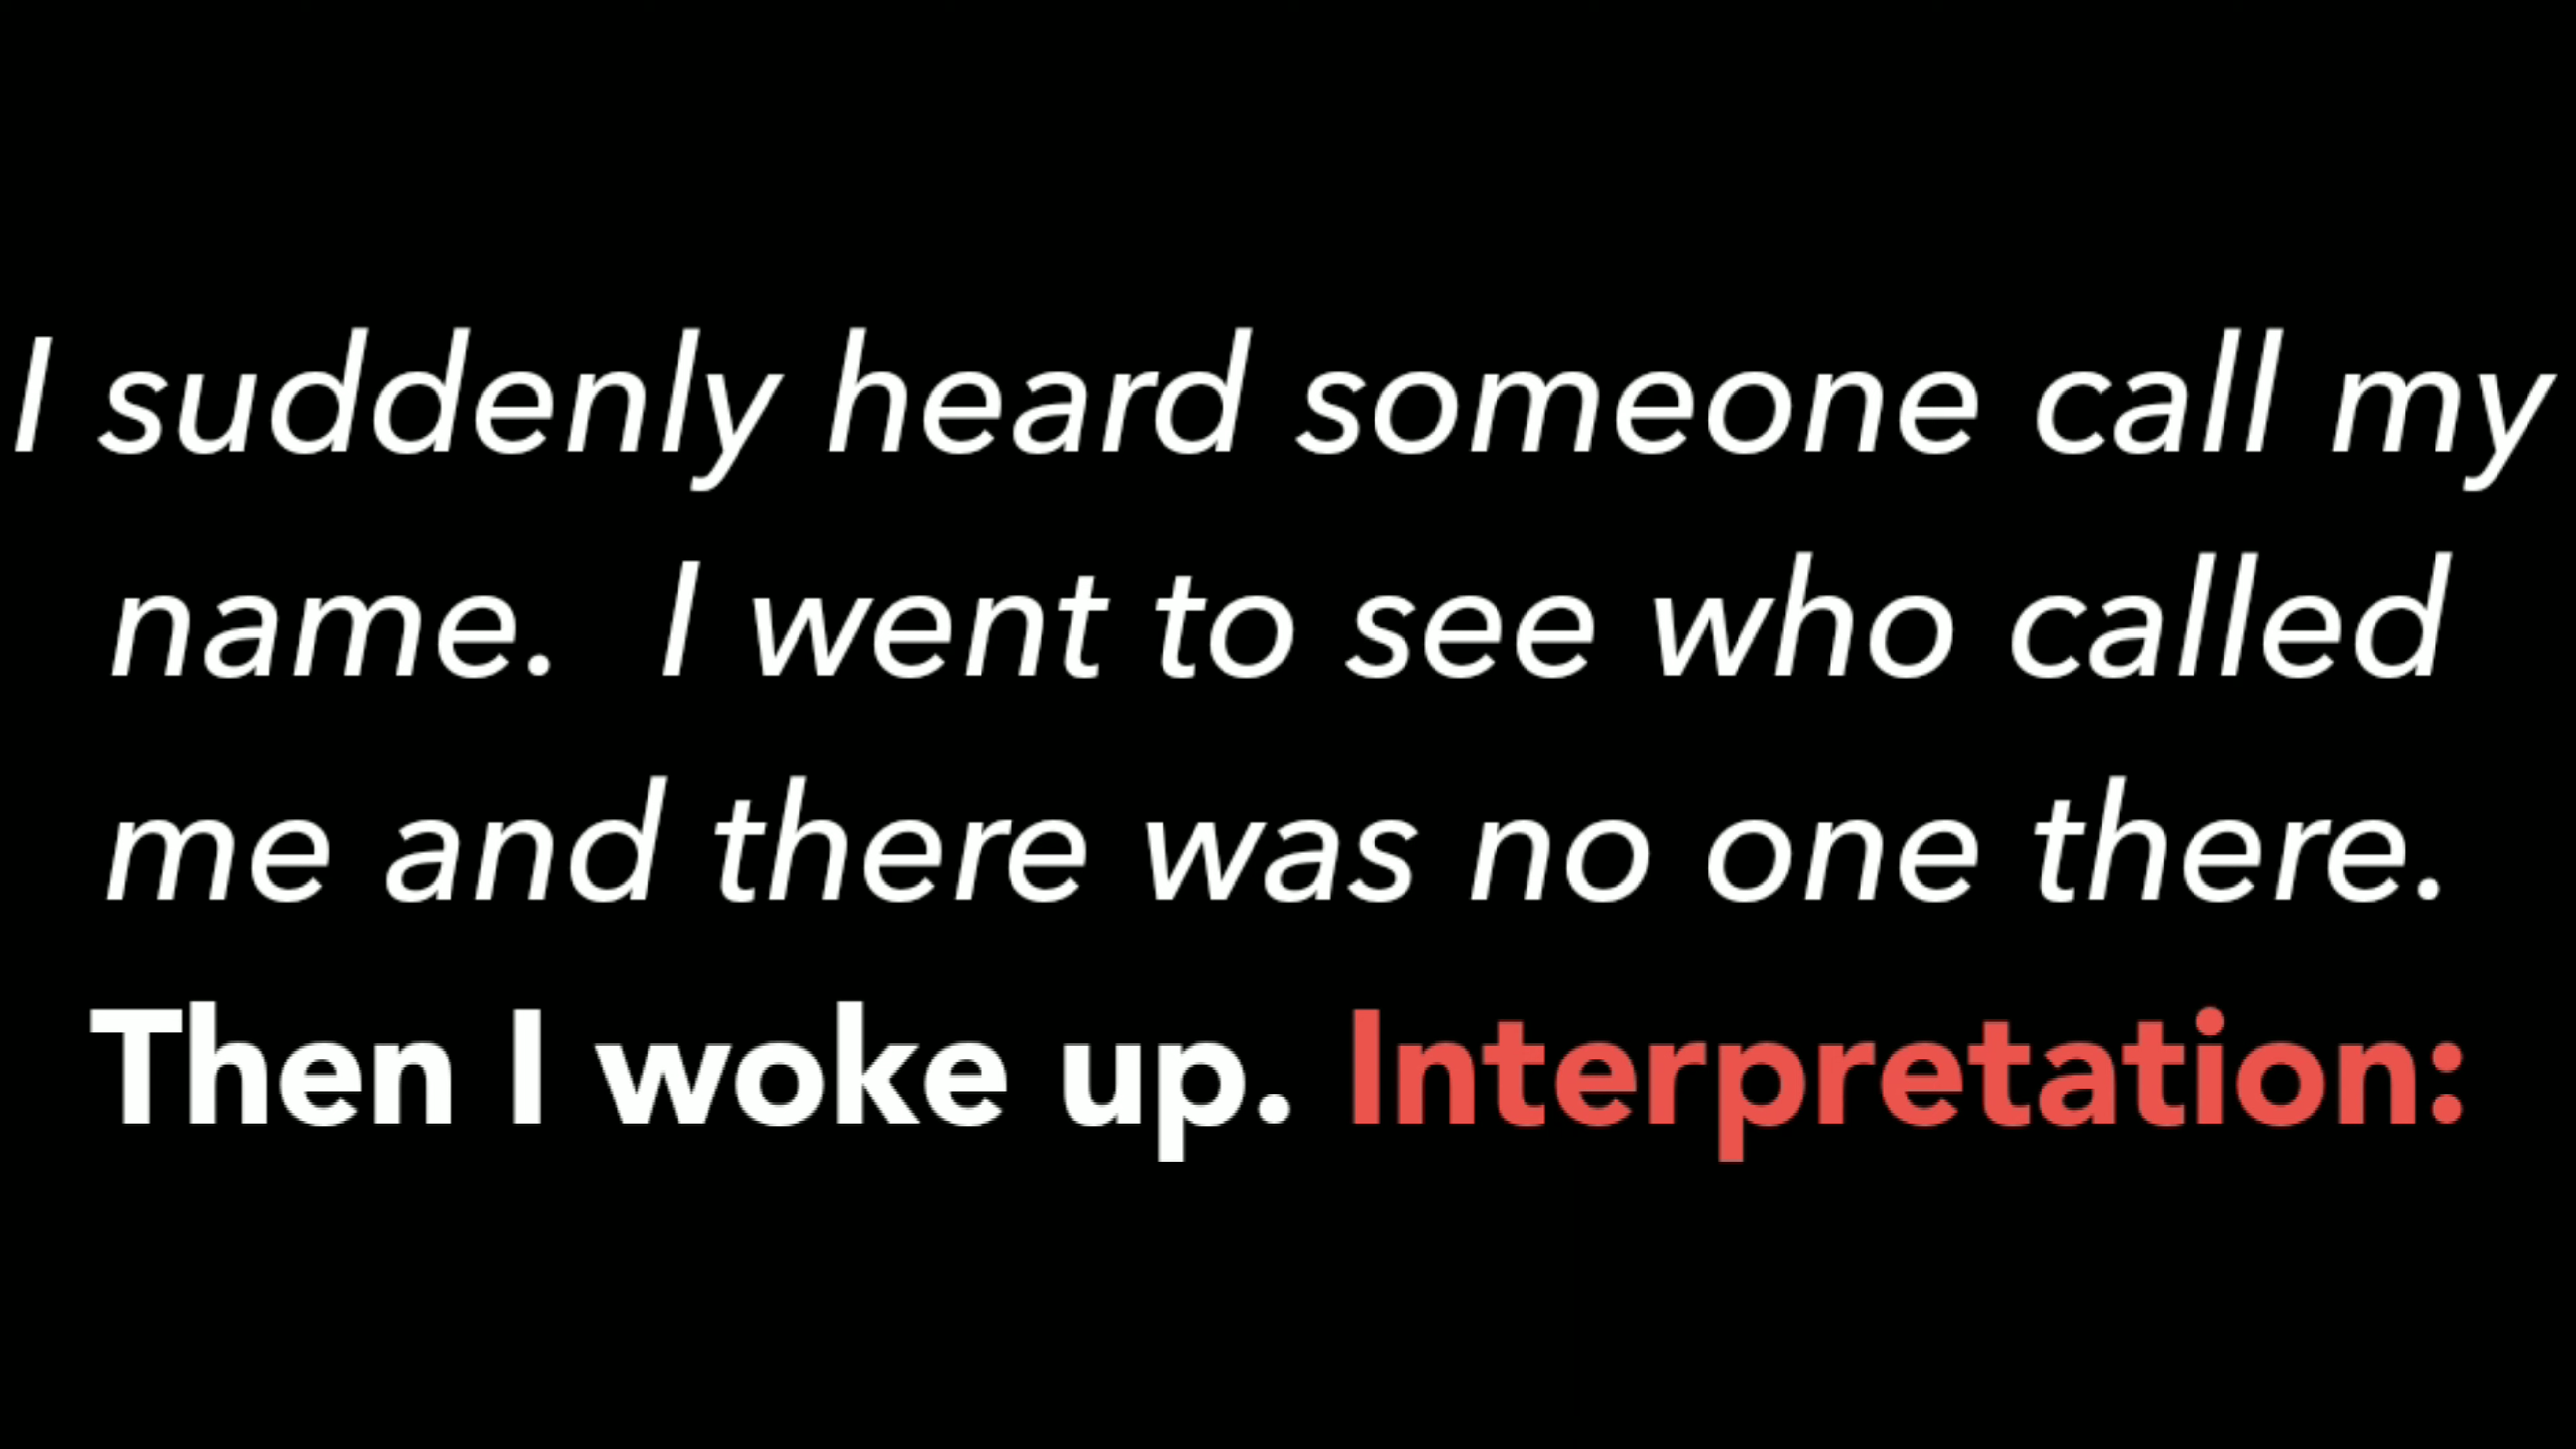 I suddenly heard someone call my
name.  I went to see who called
me and there was no one there.
Then I woke up. Interpretation: